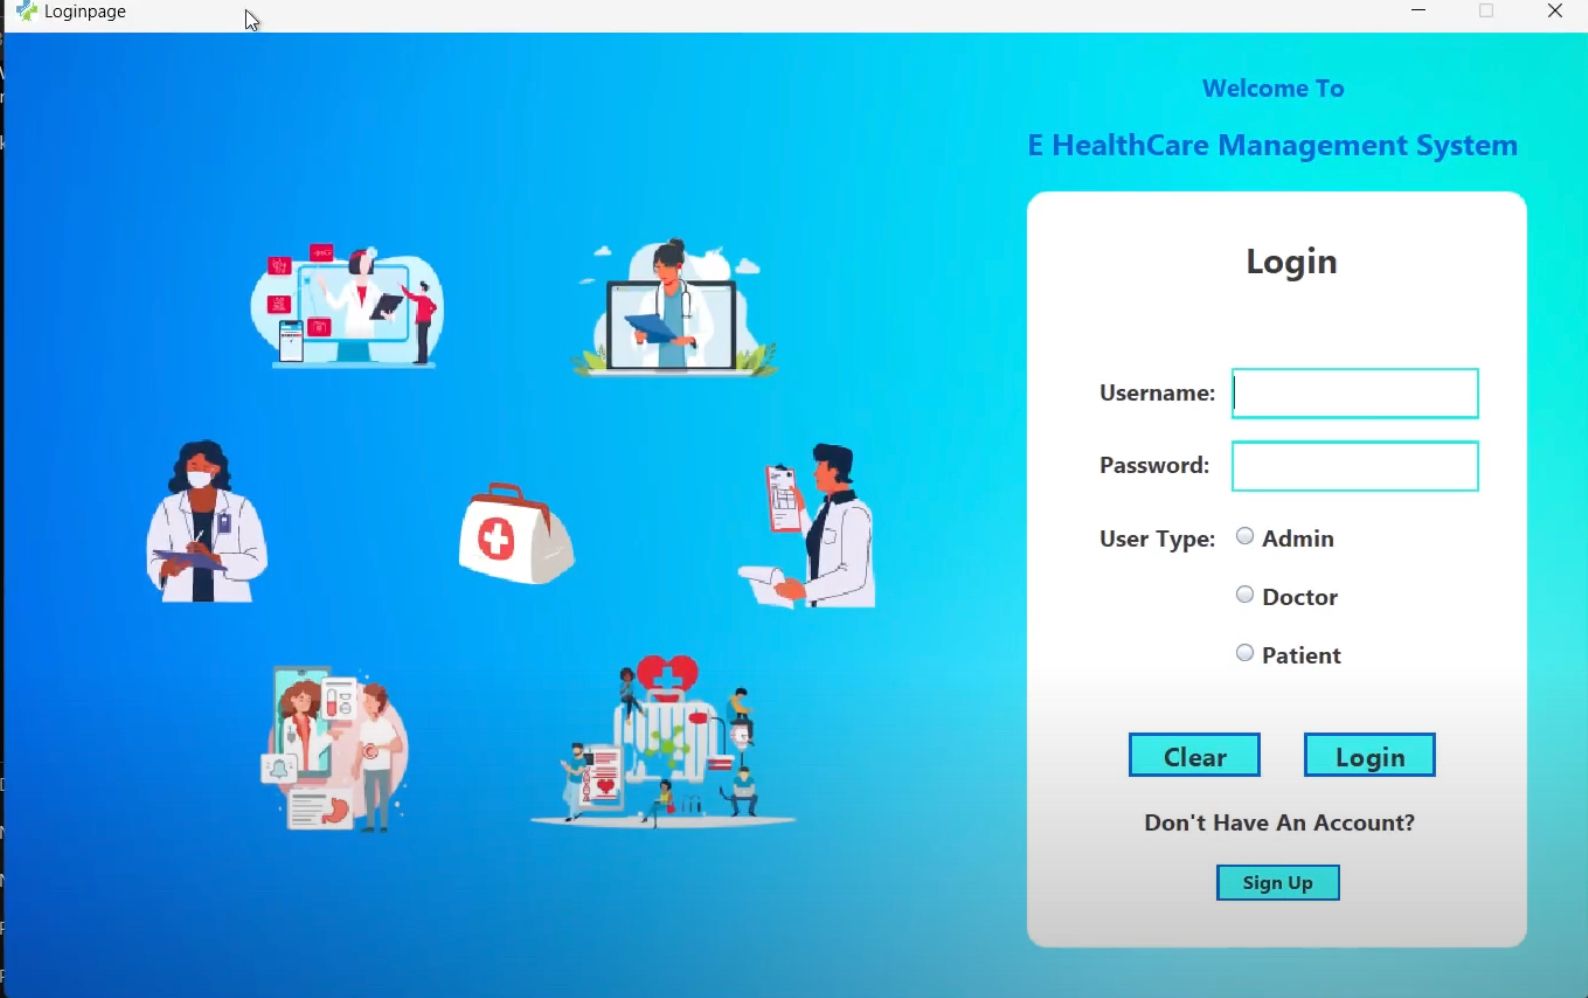 Loginpage
Welcome To
E HealthCare Management System
Login
Username:
Password:
User Type:
Admin
Doctor
Patient
Clear
Login
Don't Have An Account?
Sign Up